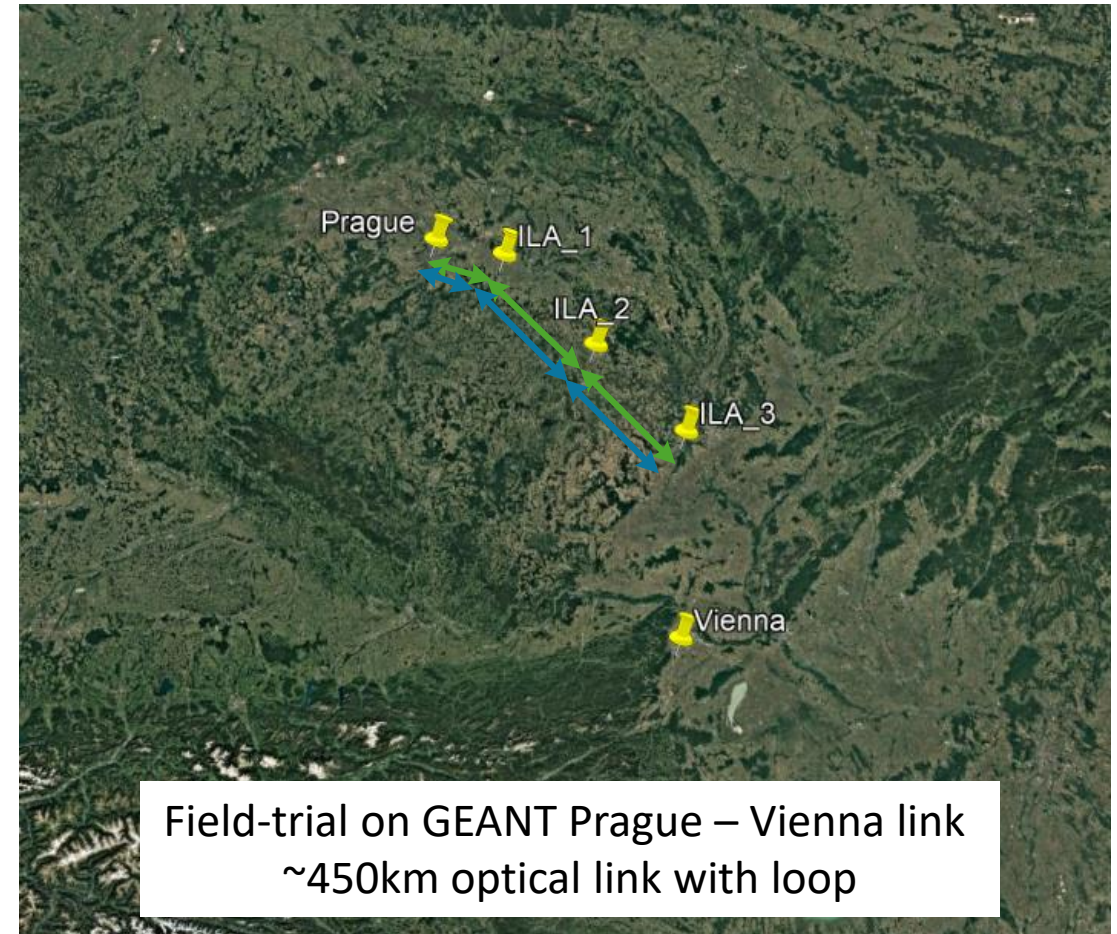 Prague
ILA_1
ILA_2
ILA_3
Vienna
Field-trial on GEANT Prague – Vienna link
~450km optical link with loop